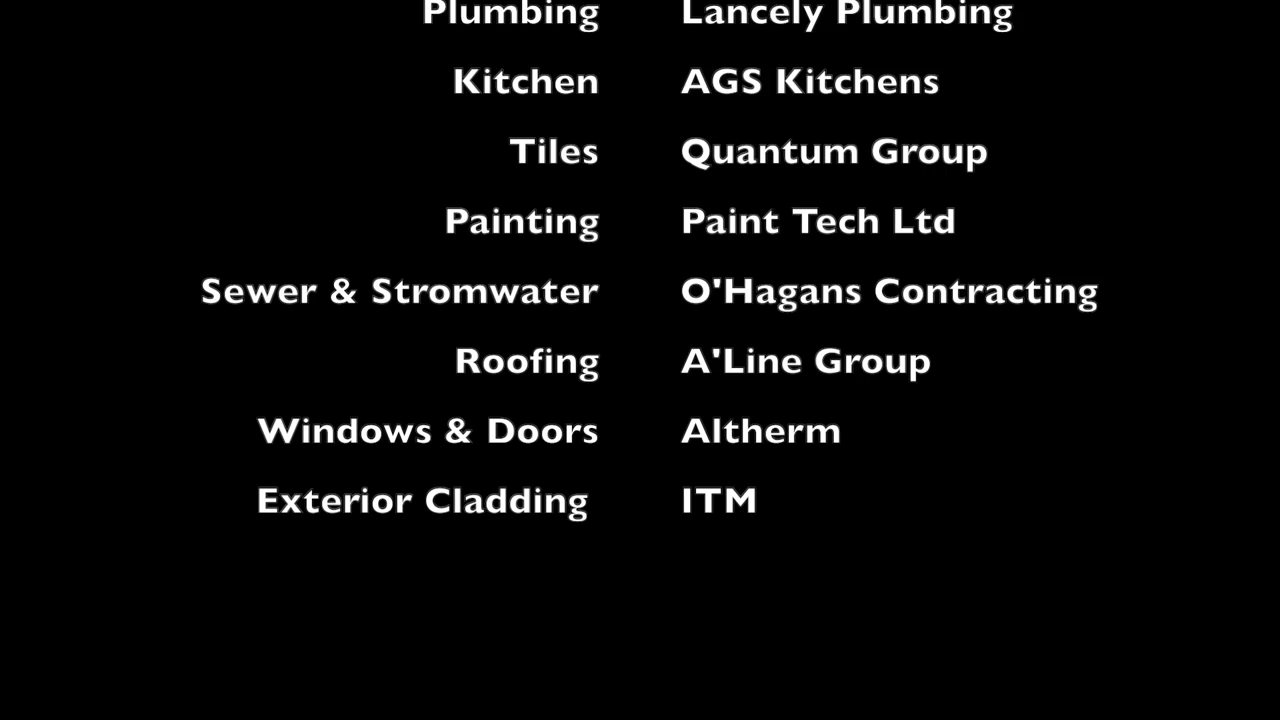 Plumbing Lancely Plumbing
Kitchen AGS Kitchens
Tiles Quantum Group
Painting Paint Tech Ltd
Sewer & Stromwater O'Hagans Contracting
Roofing A'Line Group
Windows & Doors Altherm
Exterior Cladding ITM